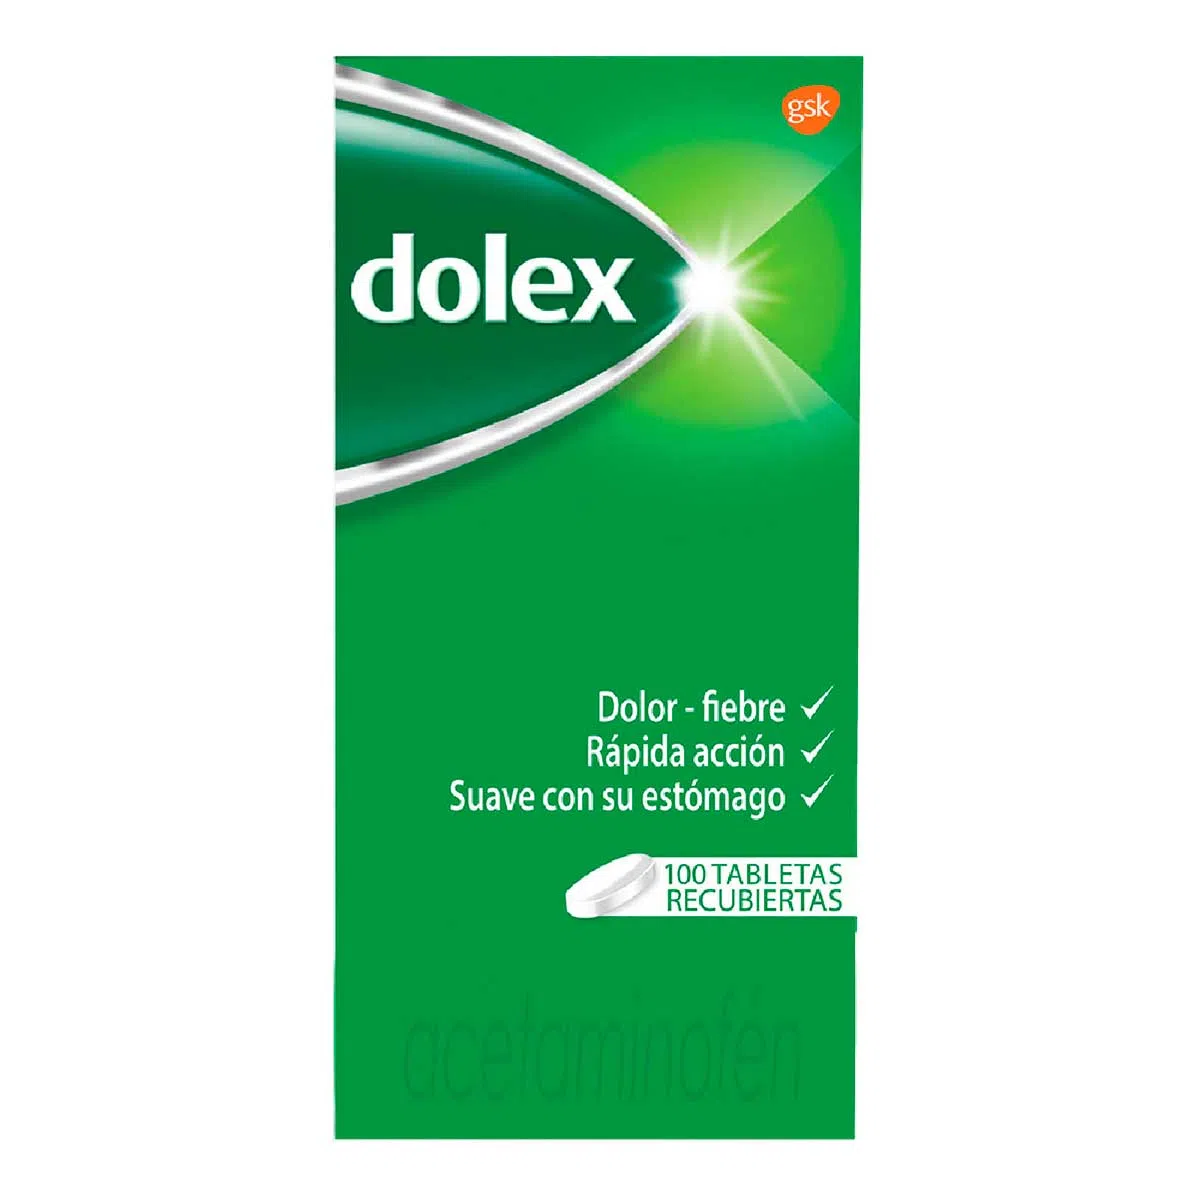 gsk
dolex
Dolor - fiebre
Rápida acción
Suave con su estómago
100 TABLETAS
RECUBIERTAS
acetaminofén